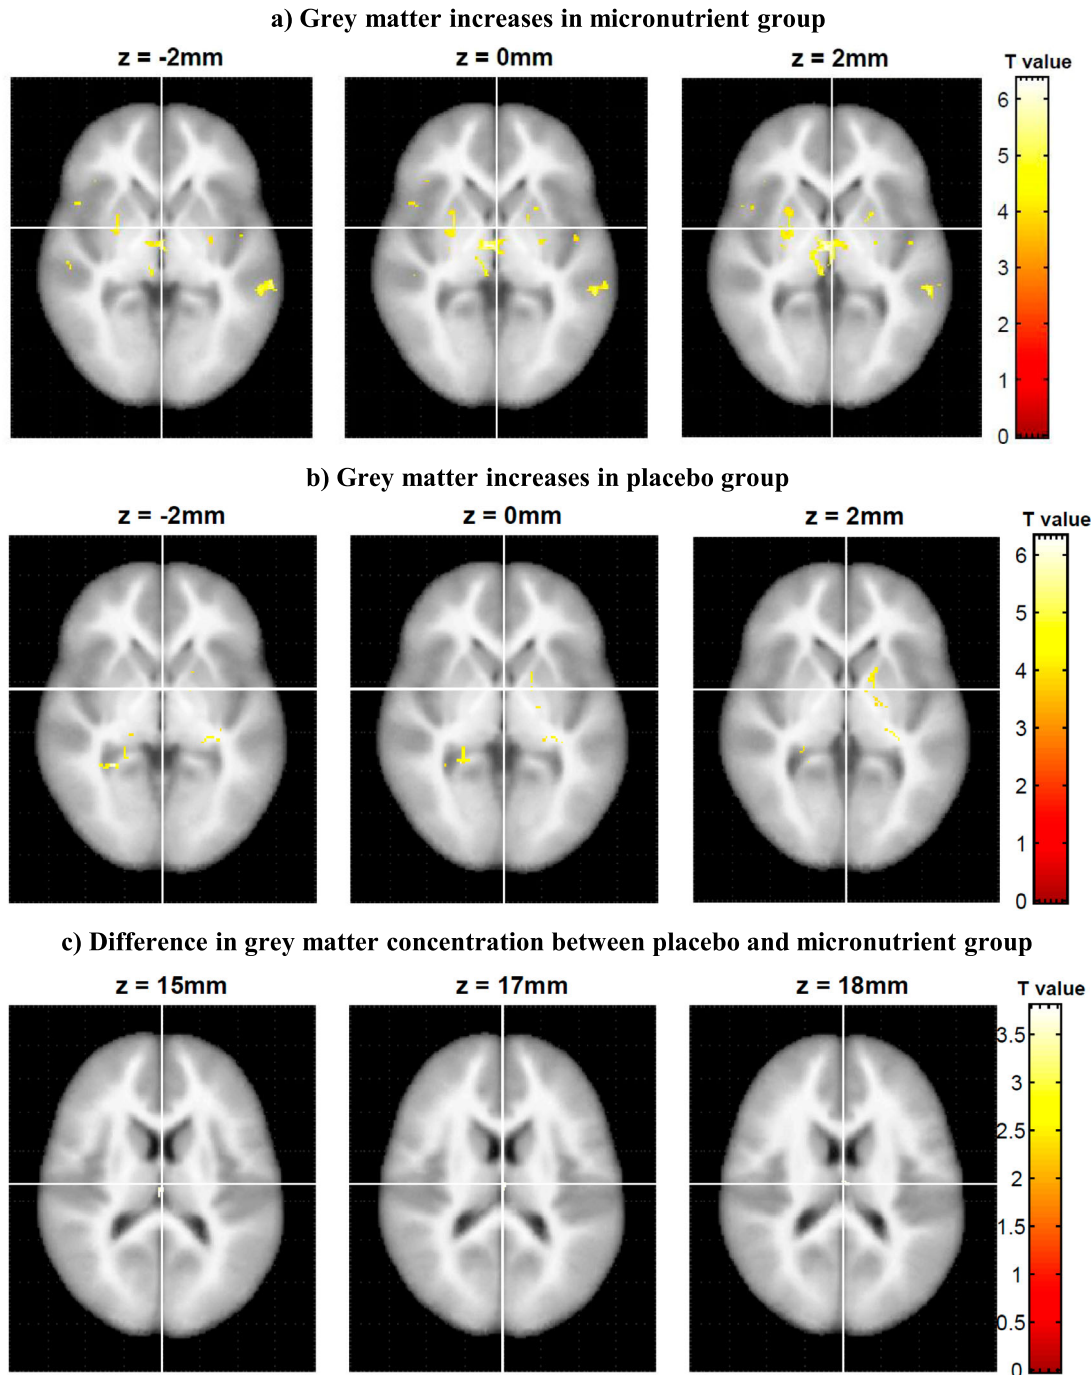 a) Grey matter increases in micronutrient group
z = -2mm
z = 0mm
z = 2mm
T value
6
5
4
3
2
1
0
b) Grey matter increases in placebo group
z = -2mm
z = 0mm
z = 2mm
T value
6
5
4
3
2
1
0
c) Difference in grey matter concentration between placebo and micronutrient group
z = 15mm
z = 17mm
z = 18mm
T value
3.5
3
2.5
2
1.5
1
0.5
0